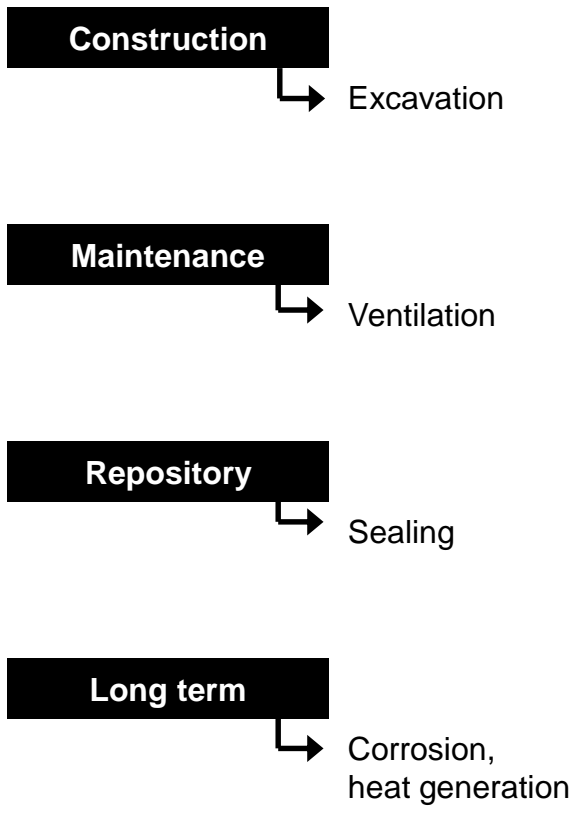 Construction
Excavation
Maintenance
Ventilation
Repository
Sealing
Long term
Corrosion,
heat generation